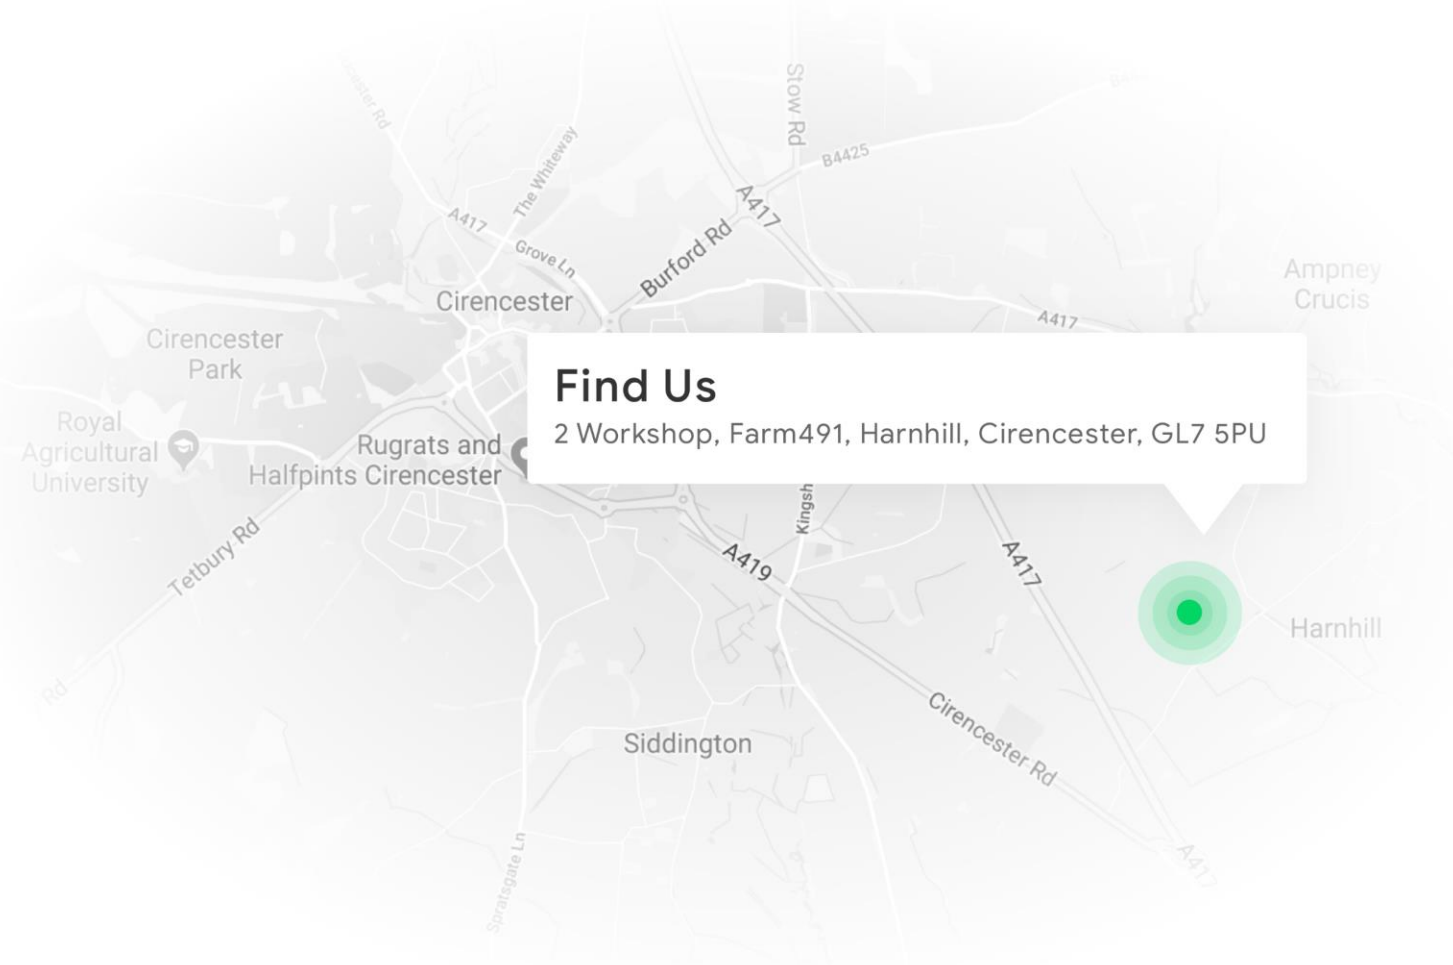 Stow Rd
B4425
The Whiteway
A417
A417
Grove Ln
Burford Rd
Ampney
Crucis
Cirencester
A417
Cirencester
Park
Find Us
2 Workshop, Farm491, Harnhill, Cirencester, GL7 5PU
Royal
Agricultural
University
Rugrats and
Halfpints Cirencester
Kingsh
Tetbury Rd
A419
A417
Harnhill
Rd
Cirencester Rd
Siddington
Spratsgate Ln
A417